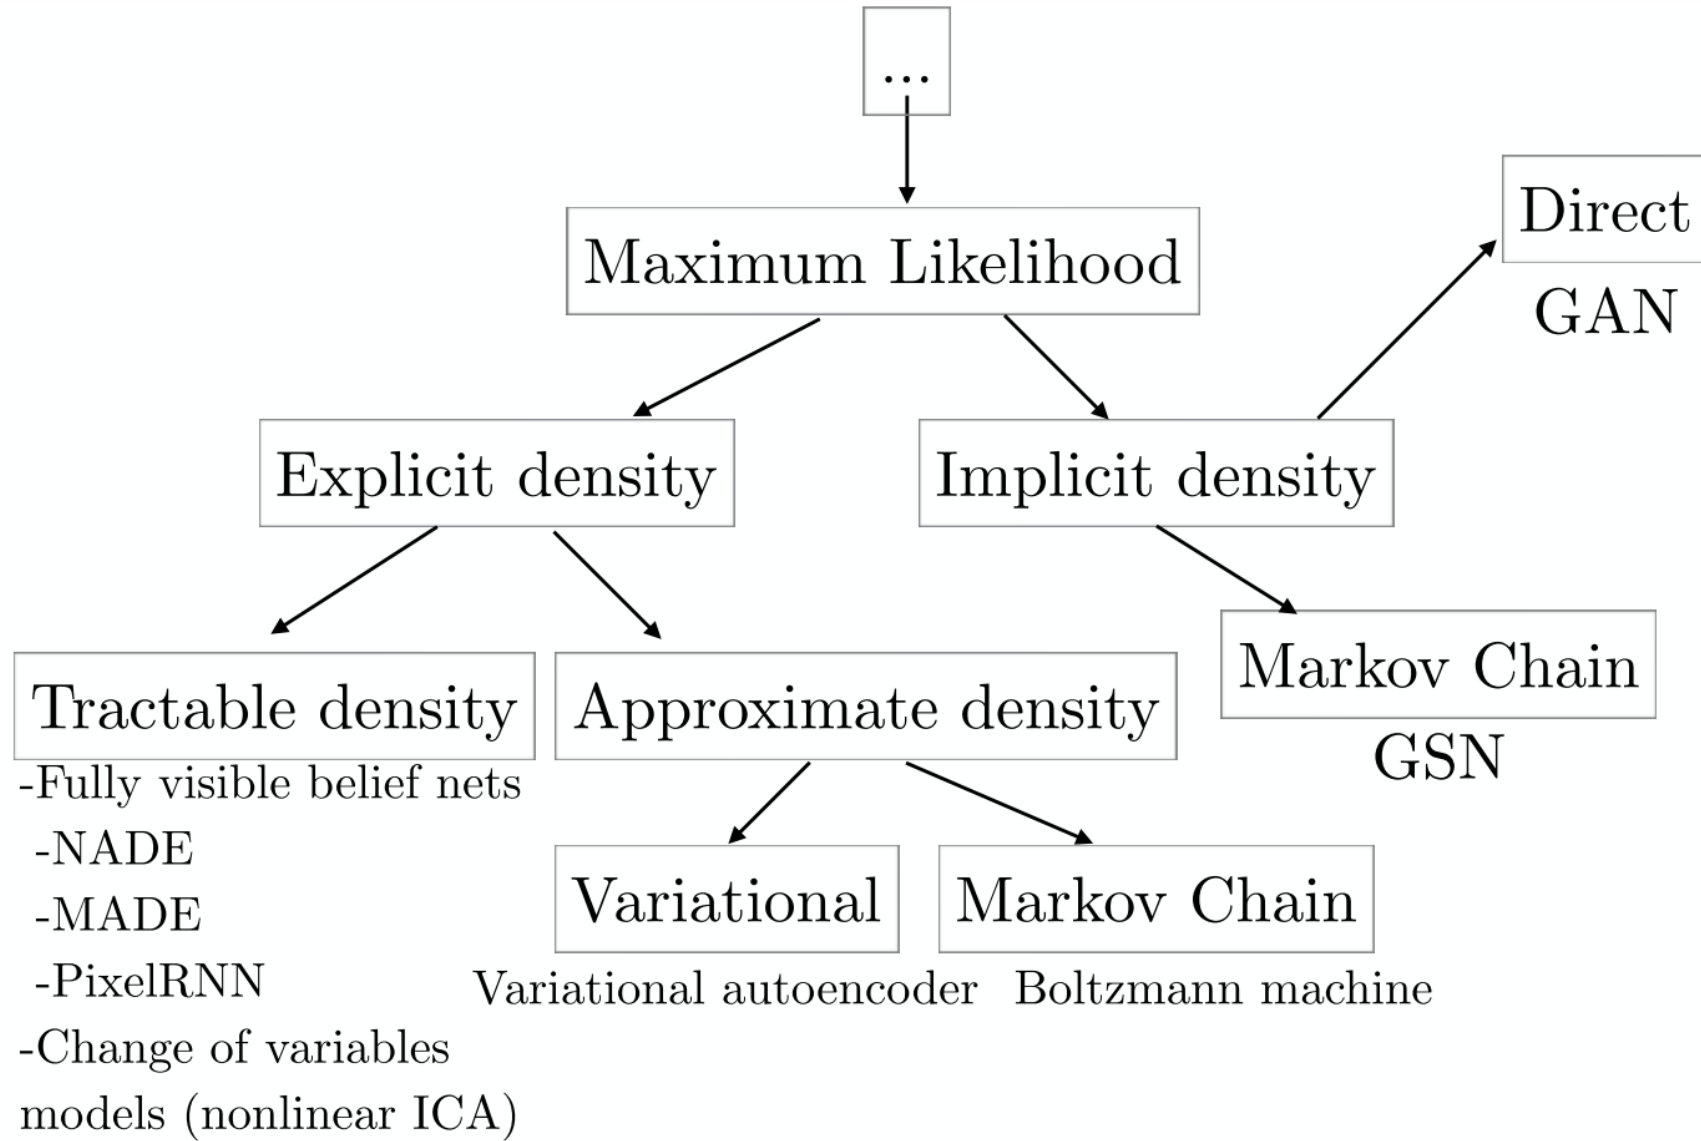 ...
Maximum Likelihood
Direct
GAN
Explicit density
Implicit density
Markov Chain
GSN
Tractable density
-Fully visible belief nets
-NADE
-MADE
-PixelRNN
-Change of variables
models (nonlinear ICA)
Approximate density
Variational
Variational autoencoder
Markov Chain
Boltzmann machine